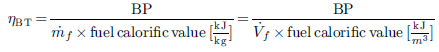 η_BT = BP / (ṁ_f × fuel calorific value [kJ/kg]) = BP / (V̇_f × fuel calorific value [kJ/m³])